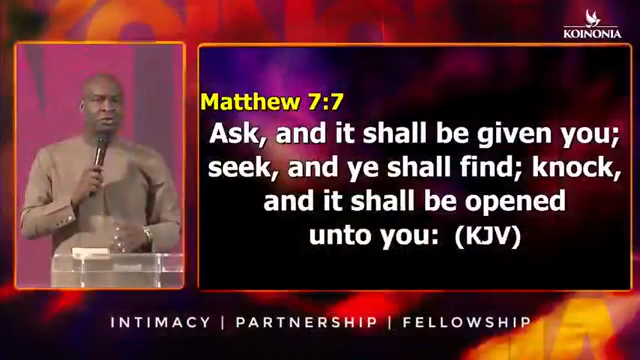 KOINONIA
Matthew 7:7
Ask, and it shall be given you;
seek, and ye shall find; knock,
and it shall be opened
unto you: (KJV)
INTIMACY | PARTNERSHIP | FELLOWSHIP